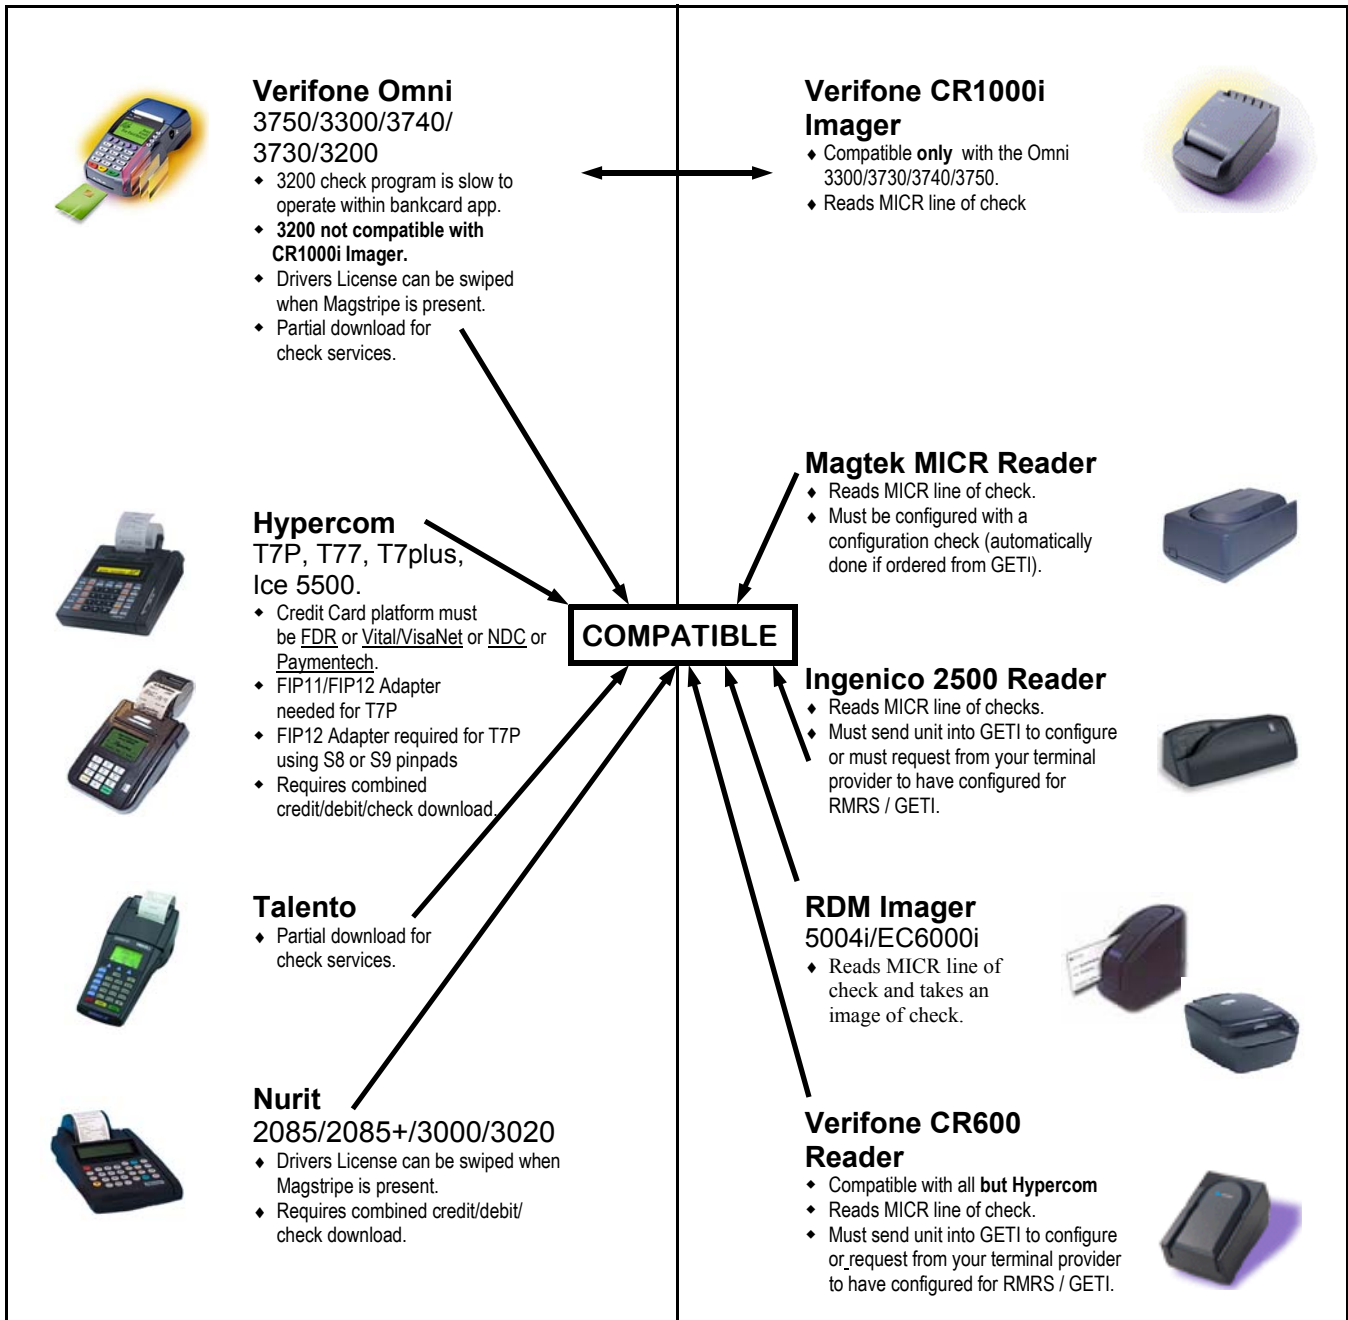 Verifone Omni
3750/3300/3740/
3730/3200
◆ 3200 check program is slow to
operate within bankcard app.
◆ 3200 not compatible with
CR1000i Imager.
◆ Drivers License can be swiped
when Magstripe is present.
◆ Partial download for
check services.
Hypercom
T7P, T77, T7plus,
Ice 5500.
◆ Credit Card platform must
be FDR or Vital/VisaNet or NDC or
Paymentech.
◆ FIP11/FIP12 Adapter
needed for T7P
◆ FIP12 Adapter required for T7P
using S8 or S9 pinpads
◆ Requires combined
credit/debit/check download.
Talento
♦ Partial download for
check services.
Nurit
2085/2085+/3000/3020
♦ Drivers License can be swiped when
Magstripe is present.
♦ Requires combined credit/debit/
check download.
COMPATIBLE
Verifone CR1000i
Imager
♦ Compatible only with the Omni
3300/3730/3740/3750.
♦ Reads MICR line of check
Magtek MICR Reader
♦ Reads MICR line of check.
♦ Must be configured with a
configuration check (automatically
done if ordered from GETI).
Ingenico 2500 Reader
♦ Reads MICR line of checks.
♦ Must send unit into GETI to configure
or must request from your terminal
provider to have configured for
RMRS / GETI.
RDM Imager
5004i/EC6000i
♦ Reads MICR line of
check and takes an
image of check.
Verifone CR600
Reader
◆ Compatible with all but Hypercom
◆ Reads MICR line of check.
◆ Must send unit into GETI to configure
or request from your terminal provider
to have configured for RMRS / GETI.